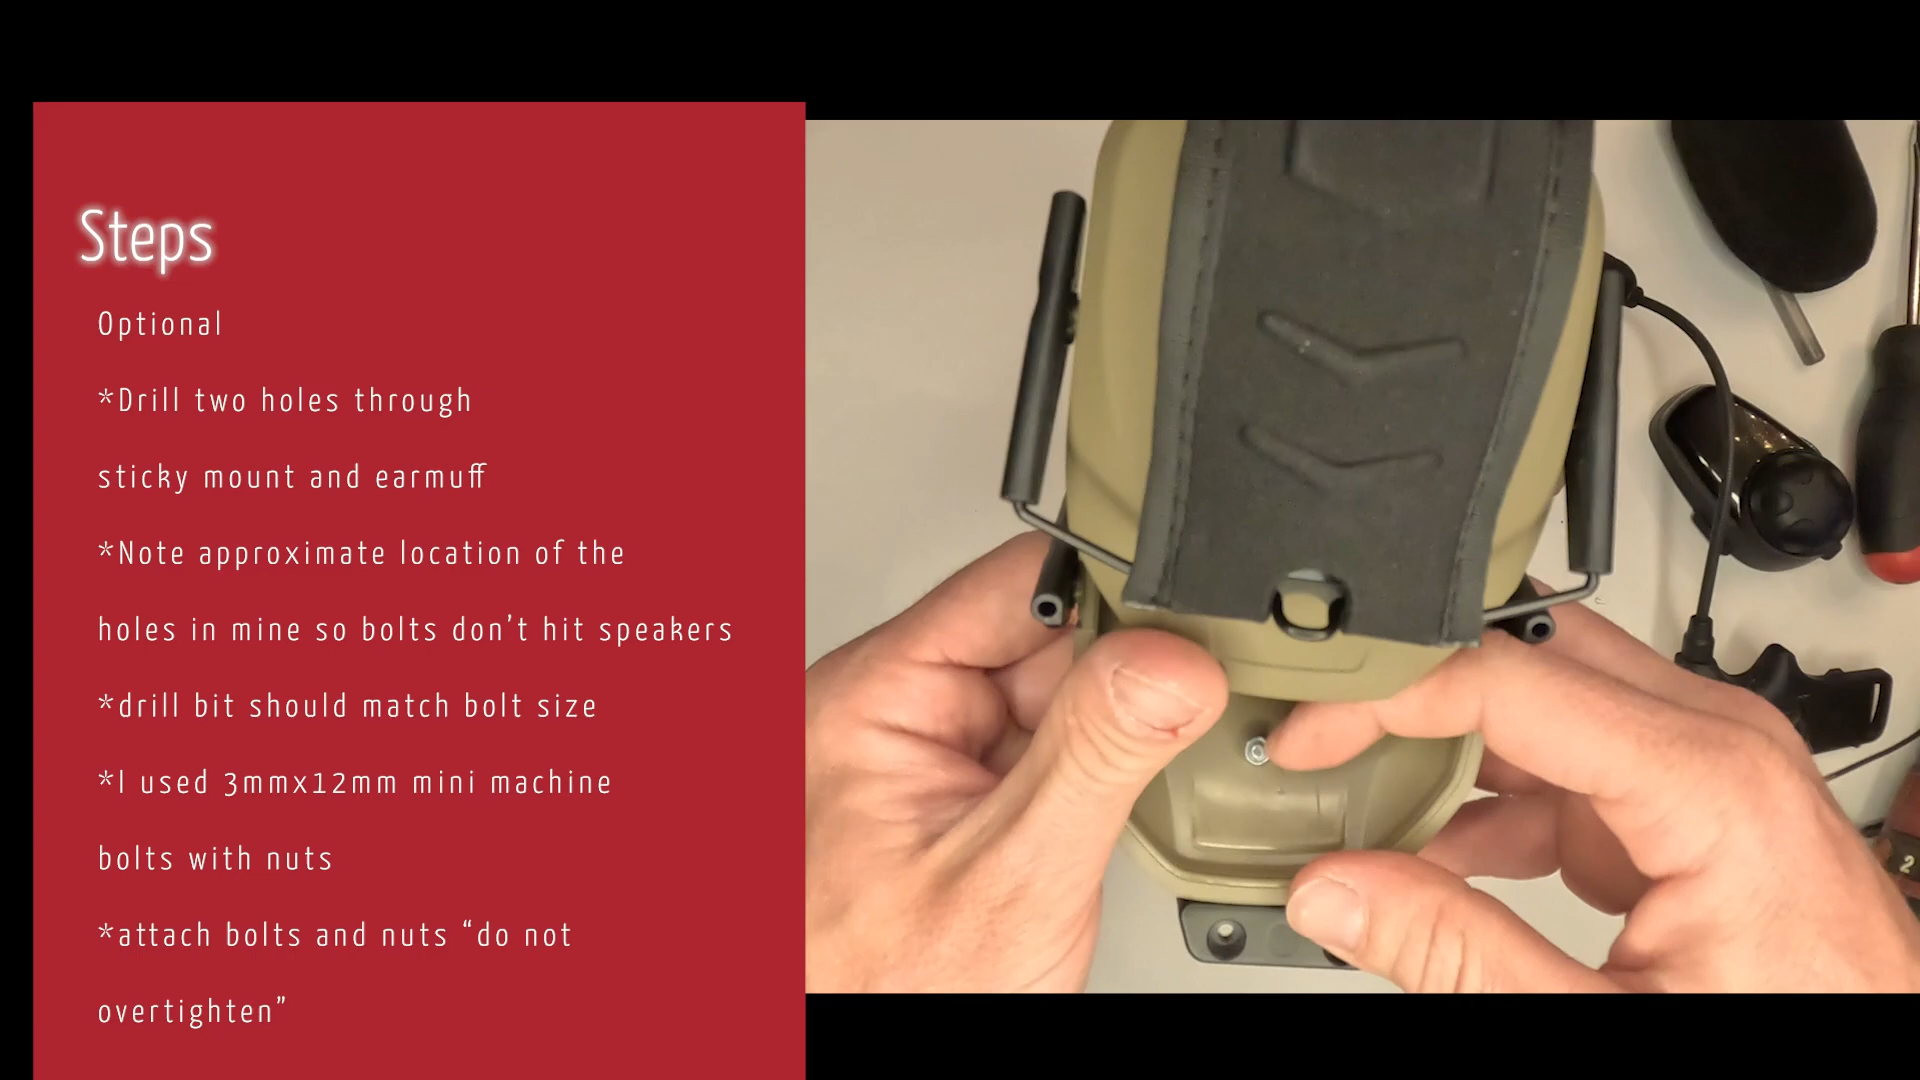 Steps
Optional
*Drill two holes through
sticky mount and earmuff
*Note approximate location of the
holes in mine so bolts don’t hit speakers
*drill bit should match bolt size
*I used 3mmx12mm mini machine
bolts with nuts
*attach bolts and nuts “do not
overtighten”
2